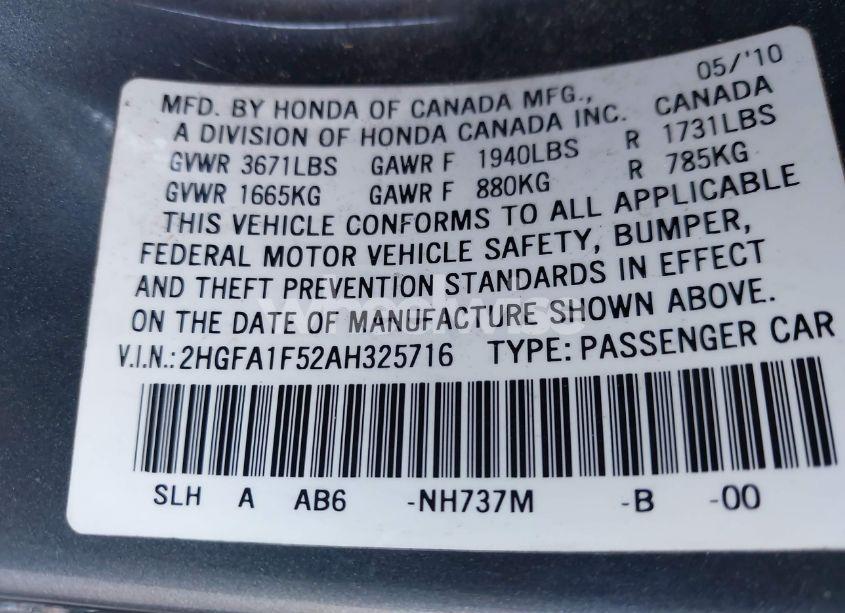 05/'10
MFD. BY HONDA OF CANADA MFG.,
A DIVISION OF HONDA CANADA INC. CANADA
GVWR 3671LBS GAWR F 1940LBS R 1731LBS
GVWR 1665KG GAWR F 880KG R 785KG
THIS VEHICLE CONFORMS TO ALL APPLICABLE
FEDERAL MOTOR VEHICLE SAFETY, BUMPER,
AND THEFT PREVENTION STANDARDS IN EFFECT
ON THE DATE OF MANUFACTURE SHOWN ABOVE.
V.I.N.: 2HGFA1F52AH325716 TYPE: PASSENGER CAR
SLH A AB6 -NH737M -B -00